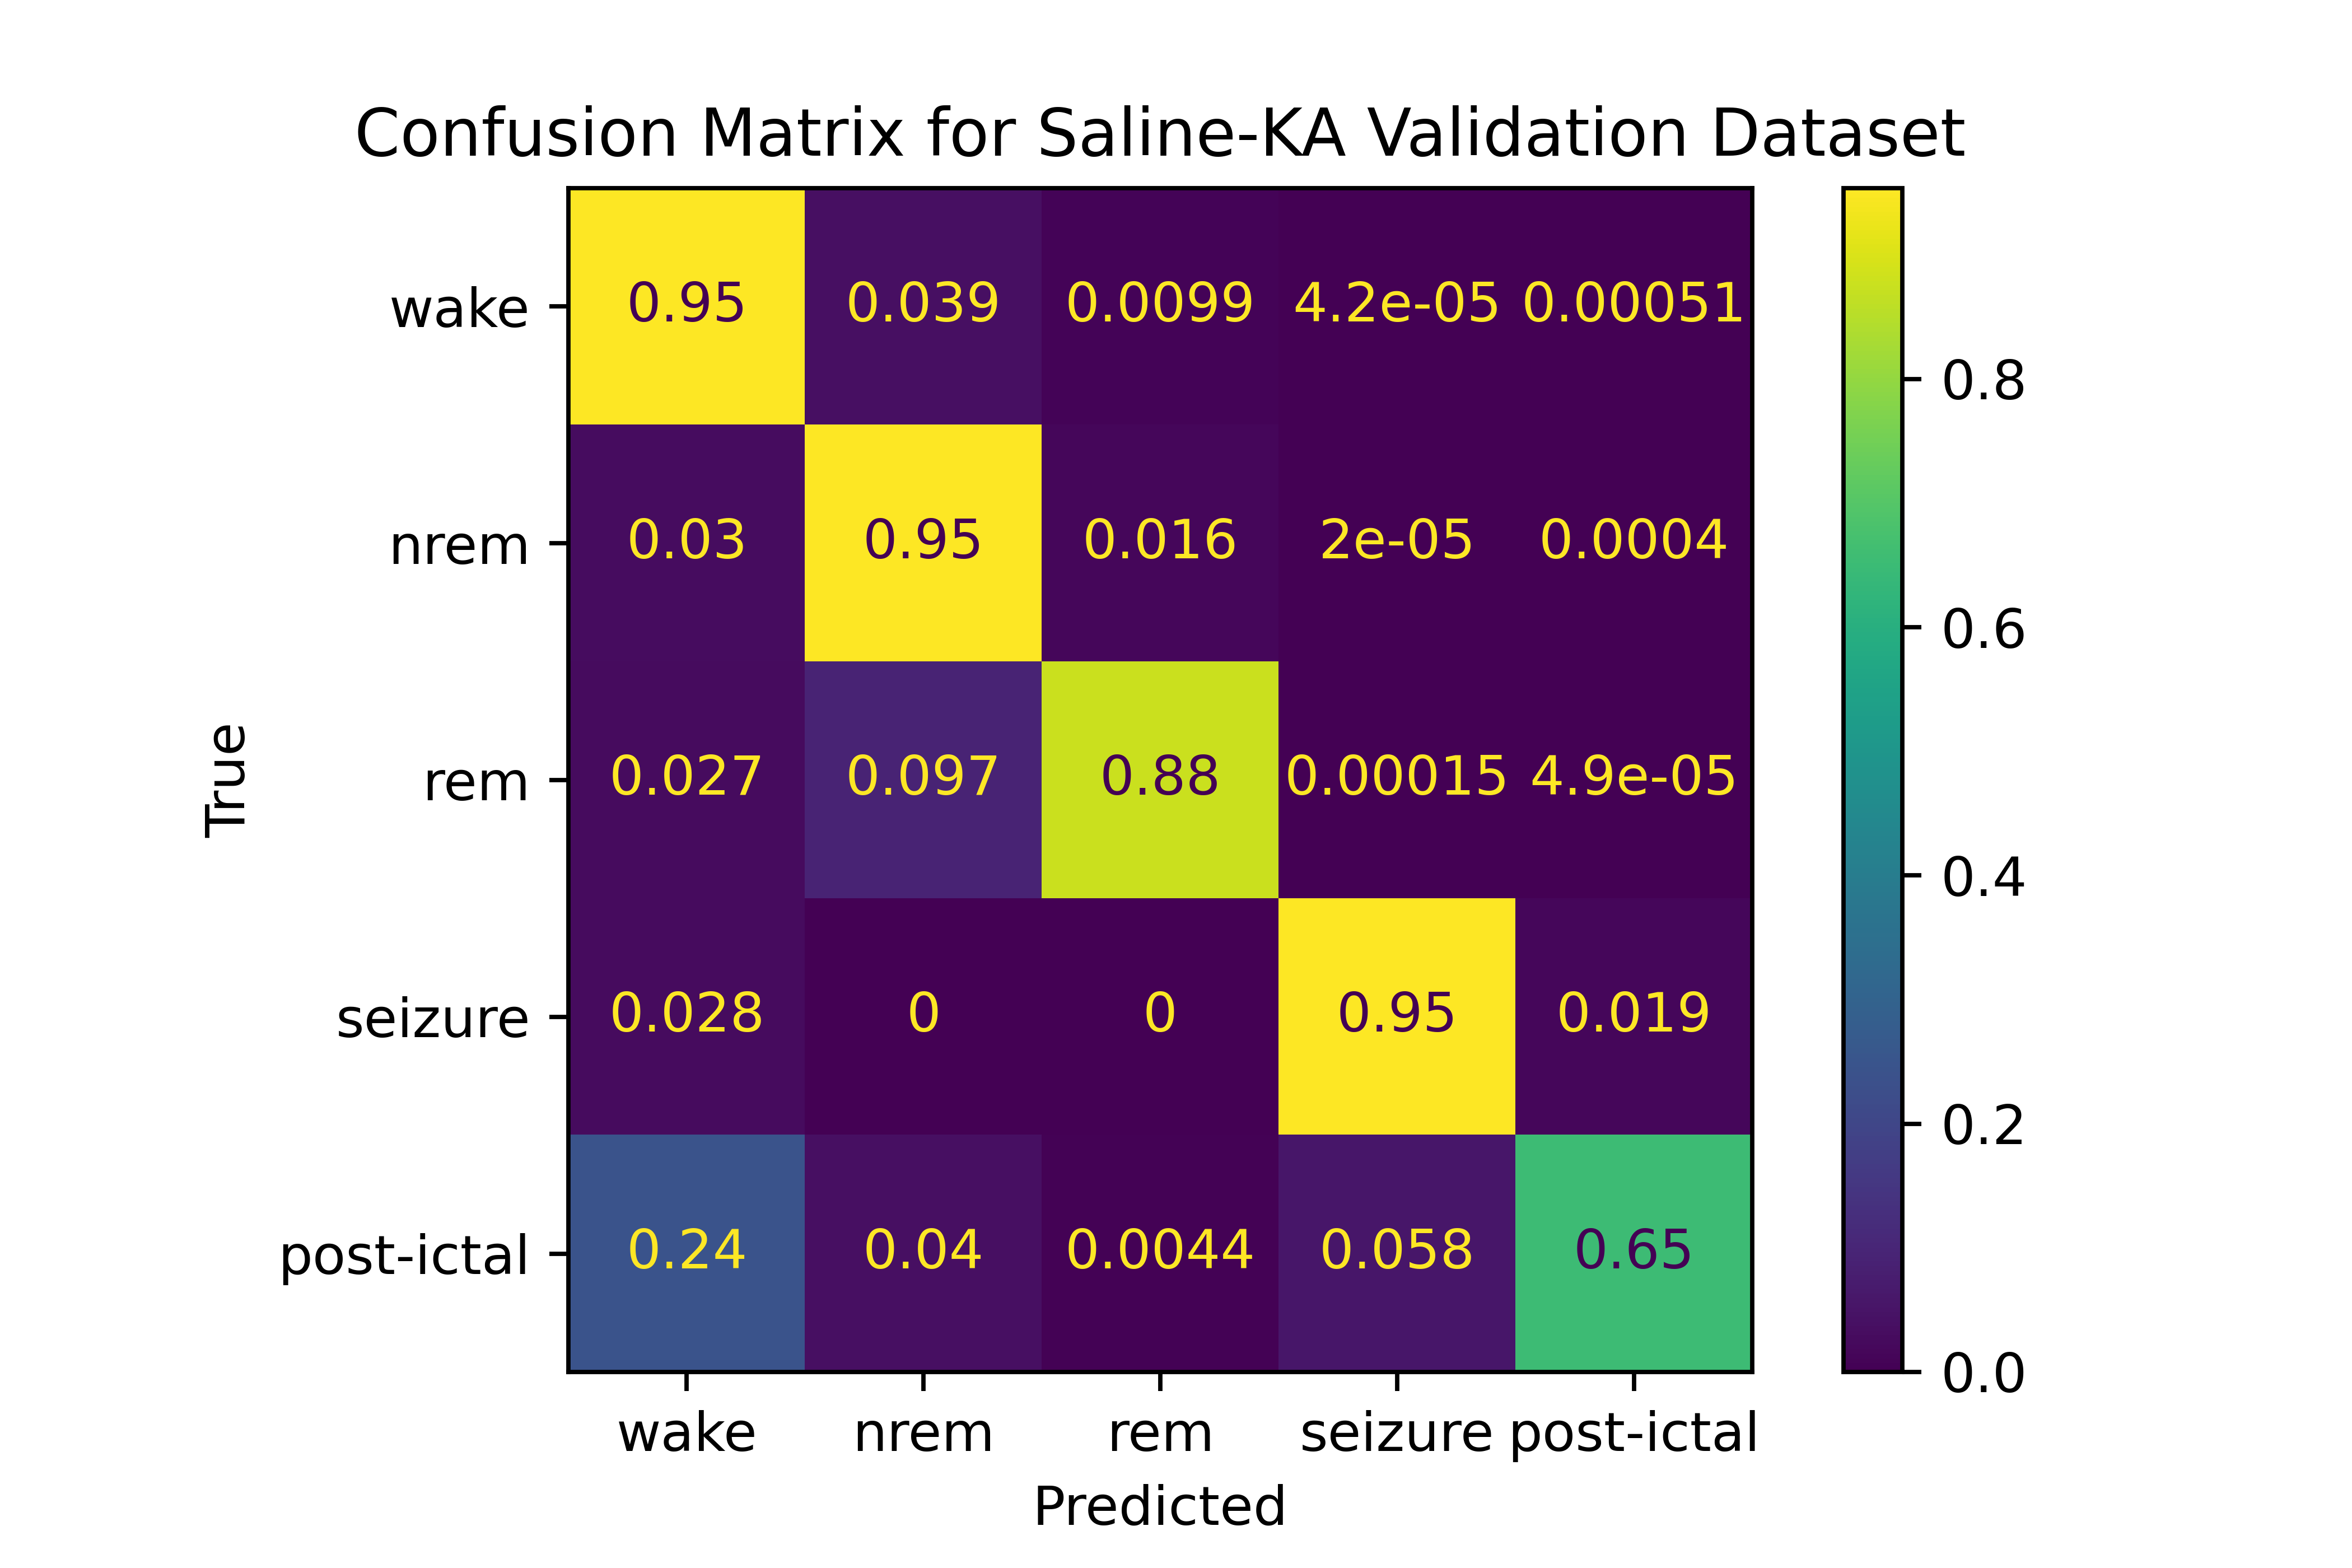 Confusion Matrix for Saline-KA Validation Dataset
wake 0.95 0.039 0.0099 4.2e-05 0.00051
nrem 0.03 0.95 0.016 2e-05 0.0004
rem 0.027 0.097 0.88 0.00015 4.9e-05
seizure 0.028 0 0 0.95 0.019
post-ictal 0.24 0.04 0.0044 0.058 0.65
True
wake nrem rem seizure post-ictal
Predicted
0.8
0.6
0.4
0.2
0.0